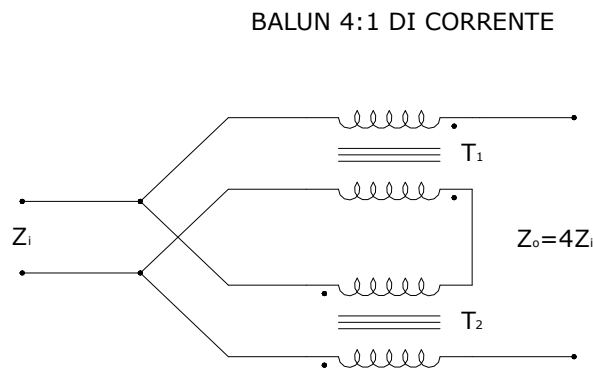 BALUN 4:1 DI CORRENTE
T₁
Zᵢ
Zₒ=4Zᵢ
T₂